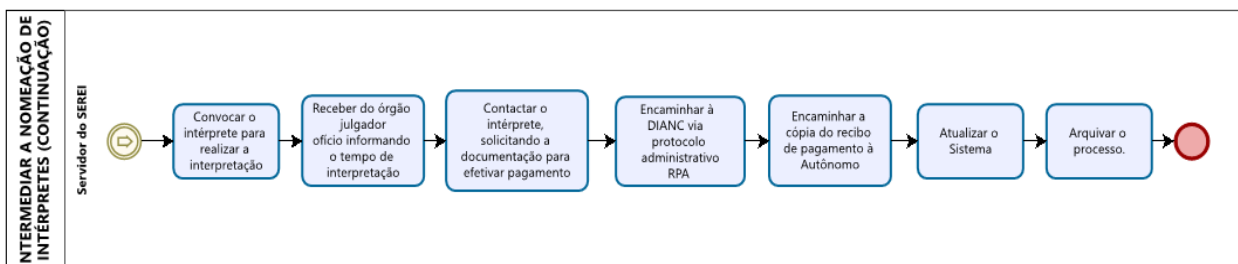 INTERMEDIAR A NOMEAÇÃO DE
INTÉRPRETES (CONTINUAÇÃO)
Servidor do SEREI
Convocar o
intérprete para
realizar a
interpretação
Receber do órgão
julgador
ofício informando
o tempo de
interpretação
Contactar o
intérprete,
solicitando a
documentação para
efetivar pagamento
Encaminhar à
DIANC via
protocolo
administrativo
RPA
Encaminhar a
cópia do recibo
de pagamento à
Autônomo
Atualizar o
Sistema
Arquivar o
processo.